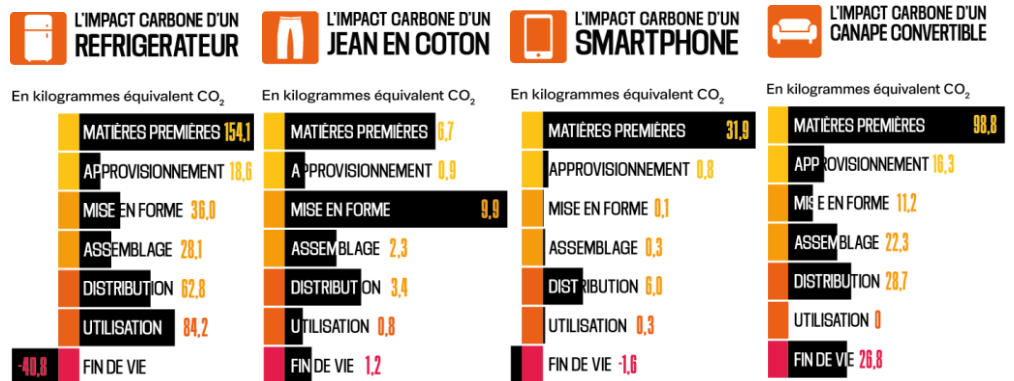 L'IMPACT CARBONE D'UN
REFRIGERATEUR
En kilogrammes équivalent CO₂
MATIÈRES PREMIÈRES 154,1
APPROVISIONNEMENT 18,6
MISE EN FORME 36,0
ASSEMBLAGE 28,1
DISTRIBUTION 62,8
UTILISATION 84,2
-40,8 FIN DE VIE
L'IMPACT CARBONE D'UN
JEAN EN COTON
En kilogrammes équivalent CO₂
MATIÈRES PREMIÈRES 6,7
APPROVISIONNEMENT 0,9
MISE EN FORME 9,9
ASSEMBLAGE 2,3
DISTRIBUTION 3,4
UTILISATION 0,8
FIN DE VIE 1,2
L'IMPACT CARBONE D'UN
SMARTPHONE
En kilogrammes équivalent CO₂
MATIÈRES PREMIÈRES 31,9
APPROVISIONNEMENT 0,8
MISE EN FORME 0,1
ASSEMBLAGE 0,3
DISTRIBUTION 6,0
UTILISATION 0,3
FIN DE VIE -1,6
L'IMPACT CARBONE D'UN
CANAPE CONVERTIBLE
En kilogrammes équivalent CO₂
MATIÈRES PREMIÈRES 98,8
APPROVISIONNEMENT 16,3
MISE EN FORME 11,2
ASSEMBLAGE 22,3
DISTRIBUTION 28,7
UTILISATION 0
FIN DE VIE 26,8